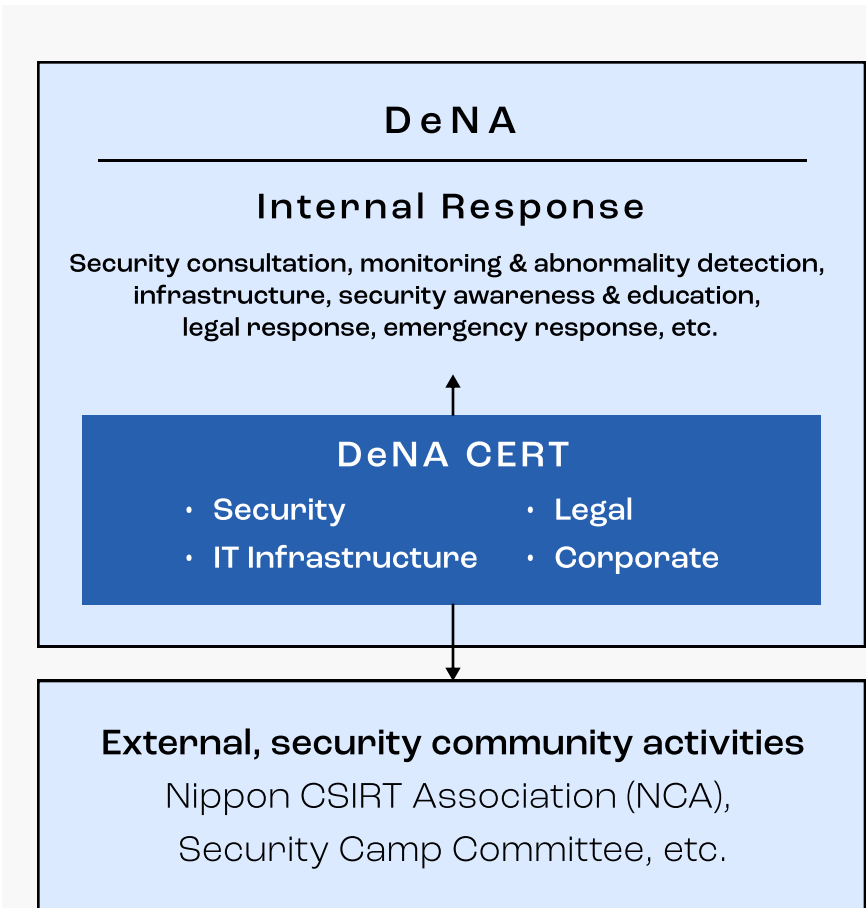 DeNA
Internal Response
Security consultation, monitoring & abnormality detection,
infrastructure, security awareness & education,
legal response, emergency response, etc.
DeNA CERT
・ Security
・ IT Infrastructure
・ Legal
・ Corporate
External, security community activities
Nippon CSIRT Association (NCA),
Security Camp Committee, etc.